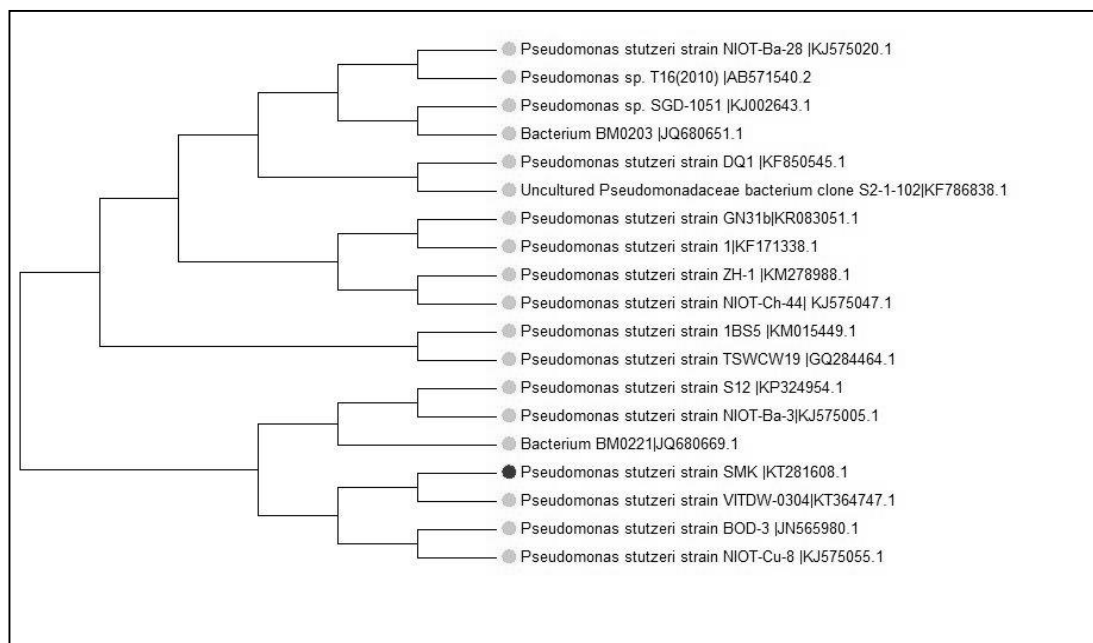 Pseudomonas stutzeri strain NIOT-Ba-28 |KJ575020.1
Pseudomonas sp. T16(2010) |AB571540.2
Pseudomonas sp. SGD-1051 |KJ002643.1
Bacterium BM0203 |JQ680651.1
Pseudomonas stutzeri strain DQ1 |KF850545.1
Uncultured Pseudomonadaceae bacterium clone S2-1-102|KF786838.1
Pseudomonas stutzeri strain GN31b|KR083051.1
Pseudomonas stutzeri strain 1|KF171338.1
Pseudomonas stutzeri strain ZH-1 |KM278988.1
Pseudomonas stutzeri strain NIOT-Ch-44| KJ575047.1
Pseudomonas stutzeri strain 1BS5 |KM015449.1
Pseudomonas stutzeri strain TSWCW19 |GQ284464.1
Pseudomonas stutzeri strain S12 |KP324954.1
Pseudomonas stutzeri strain NIOT-Ba-3|KJ575005.1
Bacterium BM0221|JQ680669.1
Pseudomonas stutzeri strain SMK |KT281608.1
Pseudomonas stutzeri strain VITDW-0304|KT364747.1
Pseudomonas stutzeri strain BOD-3 |JN565980.1
Pseudomonas stutzeri strain NIOT-Cu-8 |KJ575055.1